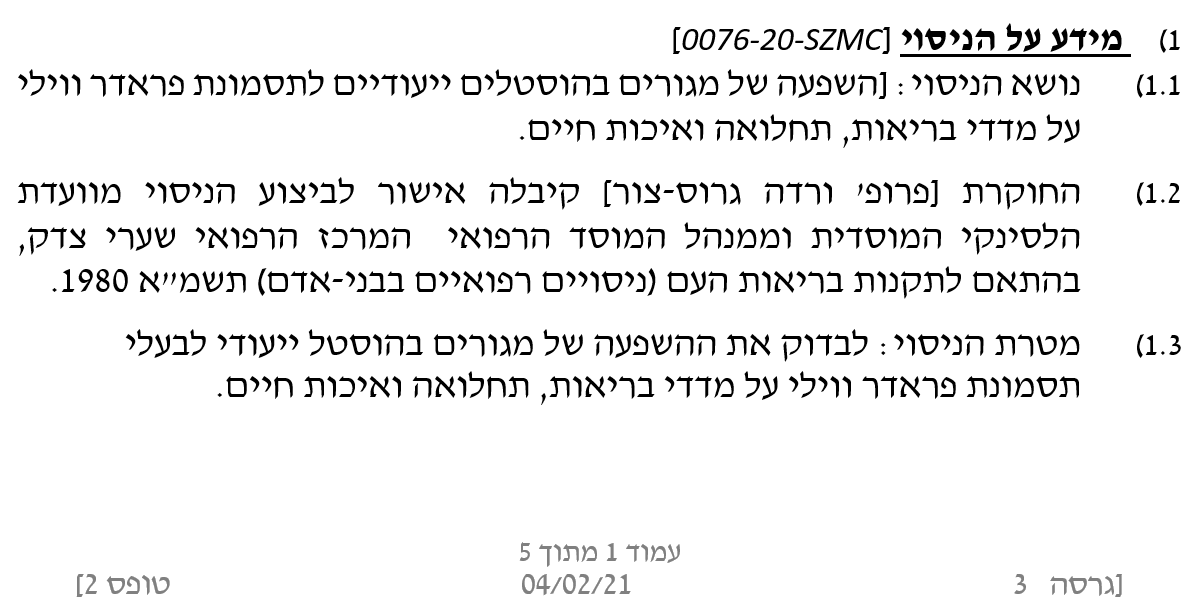 1) מידע על הניסוי [0076-20-SZMC]
1.1) נושא הניסוי: [השפעה של מגורים בהוסטלים ייעודיים לתסמונת פראדר ווילי
על מדדי בריאות, תחלואה ואיכות חיים.
1.2) החוקרת [פרופ׳ ורדה גרוס-צור] קיבלה אישור לביצוע הניסוי מוועדת
הלסינקי המוסדית וממנהל המוסד הרפואי המרכז הרפואי שערי צדק,
בהתאם לתקנות בריאות העם (ניסויים רפואיים בבני-אדם) תשמ״א 1980.
1.3) מטרת הניסוי: לבדוק את ההשפעה של מגורים בהוסטל ייעודי לבעלי
תסמונת פראדר ווילי על מדדי בריאות, תחלואה ואיכות חיים.
עמוד 1 מתוך 5
[גרסה 3 04/02/21 טופס 2]